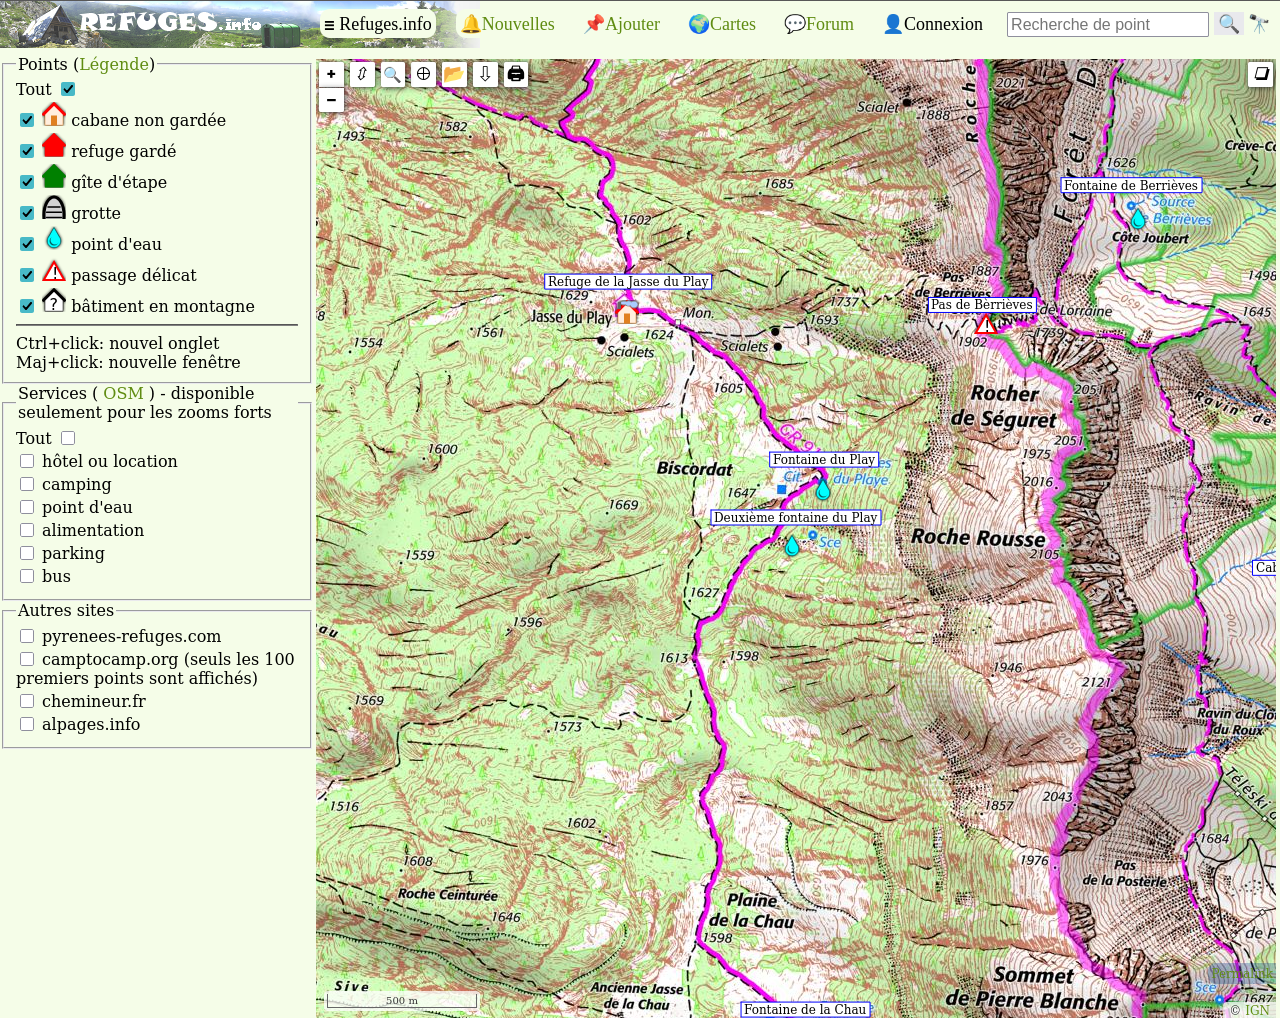 REFUGES.info
≡ Refuges.info
🔔Nouvelles
📌Ajouter
🌍Cartes
💬Forum
👤Connexion
Recherche de point
Points (Légende)
Tout
cabane non gardée
refuge gardé
gîte d'étape
grotte
point d'eau
passage délicat
bâtiment en montagne
Ctrl+click: nouvel onglet
Maj+click: nouvelle fenêtre
Services ( OSM ) - disponible
seulement pour les zooms forts
Tout
hôtel ou location
camping
point d'eau
alimentation
parking
bus
Autres sites
pyrenees-refuges.com
camptocamp.org (seuls les 100
premiers points sont affichés)
chemineur.fr
alpages.info
+
−
1493
1582
Scialet
1888
Roche
2021
Forêt D
1626
Crève-Co
1685
Fontaine de Berrièves
Source
Berrièves
Côte Joubert
1602
1498
Refuge de la Jasse du Play
1629
Jasse du Play
1624
Mon.
Scialets
1737
1693
Scialets
1887
Pas
de Berrièves
Pas de Berrièves
de Lorraine
1739
1902
1645
1561
1554
1605
Rocher
de Séguret
2051
Ravin de
1600
GR 9
2051
1975
2016
Biscordat
Fontaine du Play
Cit.
du Playe
1647
1669
Deuxième fontaine du Play
Sce
Roche Rousse
2105
1559
1627
Cab
1596
1613
1598
1946
2121
1569
1573
Ravin du Clos
du Roux
Téléski
1516
1602
1857
2043
1684
1608
1976
Pas
de la Posterle
Roche Ceinturée
1646
Plaine
de la Chau
1598
de P
Sive
Ancienne Jasse
de la Chau
Sommet
de Pierre Blanche
Permalink
Sce
1687
500 m
Fontaine de la Chau
© IGN